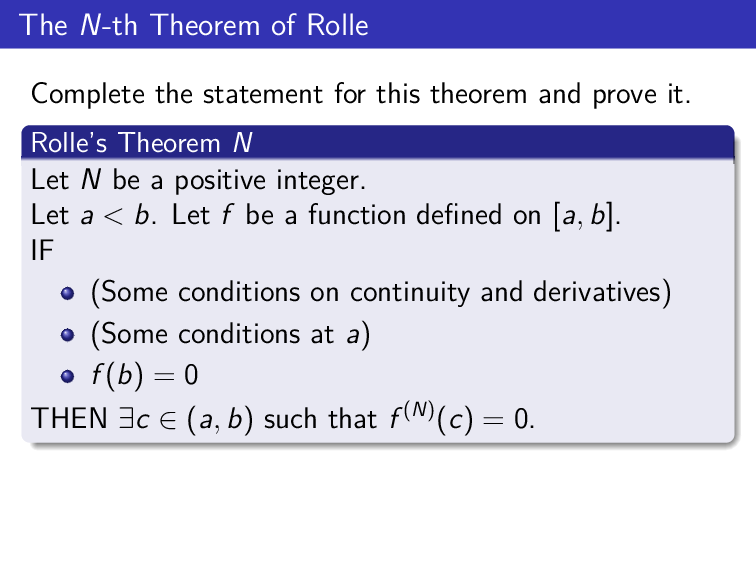 The N-th Theorem of Rolle
Complete the statement for this theorem and prove it.
Rolle's Theorem N
Let N be a positive integer.
Let a < b. Let f be a function defined on [a, b].
IF
(Some conditions on continuity and derivatives)
(Some conditions at a)
f(b) = 0
THEN ∃c ∈ (a, b) such that f⁽ᴺ⁾(c) = 0.